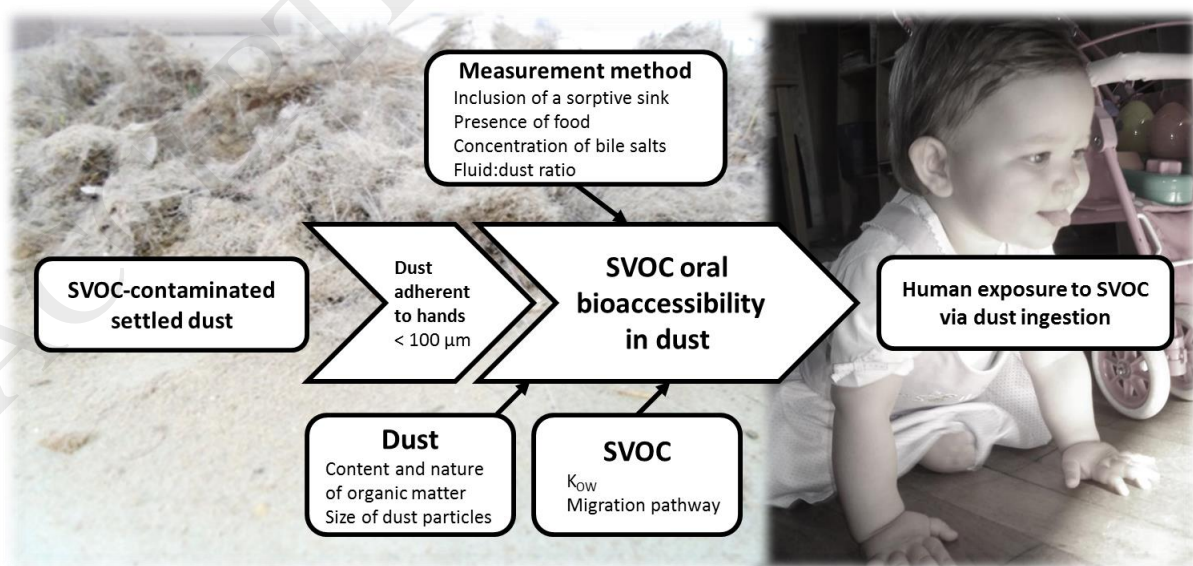 Measurement method
Inclusion of a sorptive sink
Presence of food
Concentration of bile salts
Fluid:dust ratio
SVOC-contaminated
settled dust
Dust
adherent
to hands
< 100 µm
SVOC oral
bioaccessibility
in dust
Human exposure to SVOC
via dust ingestion
Dust
Content and nature
of organic matter
Size of dust particles
SVOC
KOW
Migration pathway